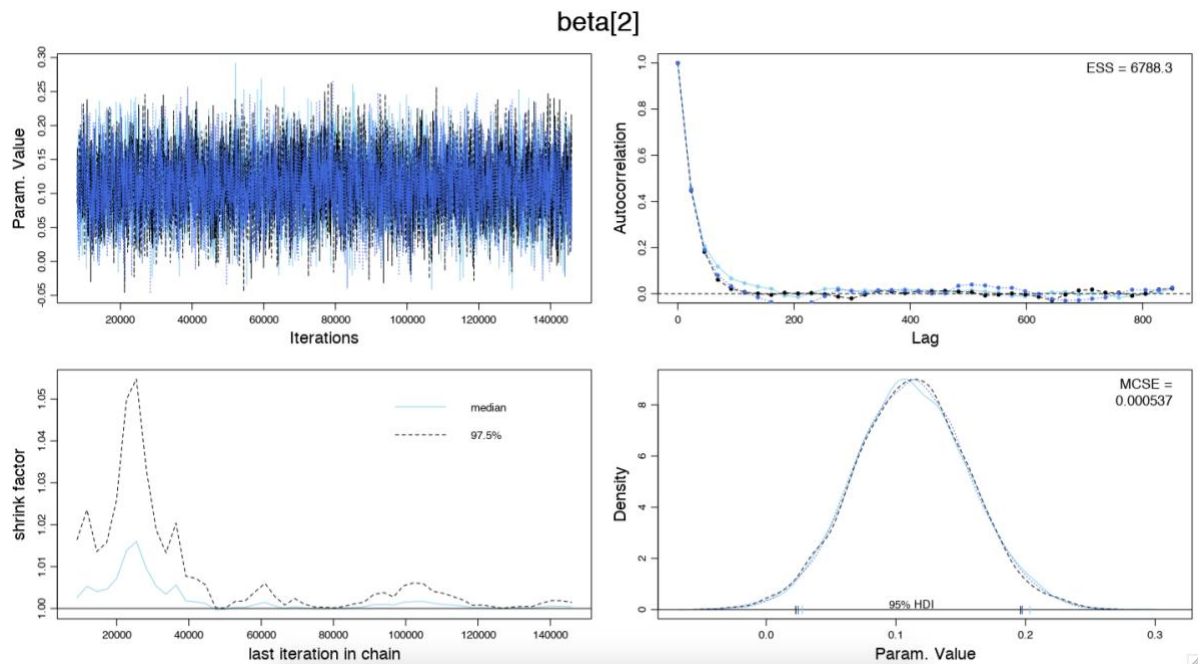 beta[2]
0.30
0.25
0.20
0.15
0.10
0.05
0.00
-0.05
Param. Value
20000 40000 60000 80000 100000 120000 140000
Iterations
ESS = 6788.3
1.0
0.8
0.6
0.4
0.2
0.0
Autocorrelation
0 200 400 600 800
Lag
median
97.5%
1.05
1.04
1.03
1.02
1.01
1.00
shrink factor
20000 40000 60000 80000 100000 120000 140000
last iteration in chain
MCSE =
0.000537
8
6
4
2
0
Density
95% HDI
0.0 0.1 0.2 0.3
Param. Value